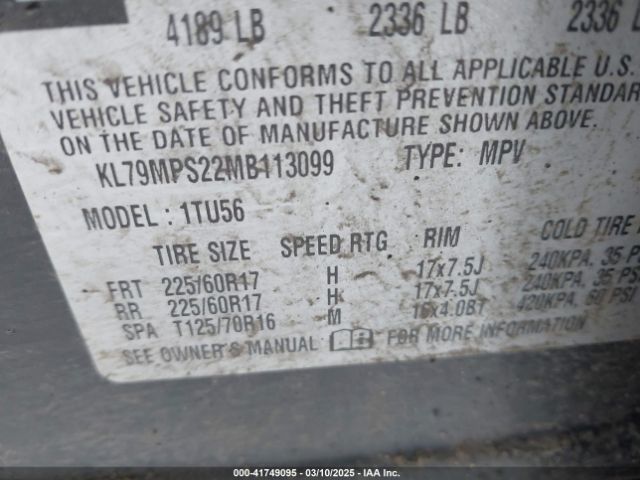 4189 LB 2336 LB 2336
THIS VEHICLE CONFORMS TO ALL APPLICABLE U.S.
VEHICLE SAFETY AND THEFT PREVENTION STANDAR
ON THE DATE OF MANUFACTURE SHOWN ABOVE.
KL79MPS22MB113099 TYPE: MPV
MODEL: 1TU56
TIRE SIZE SPEED RTG RIM COLD TIRE
FRT 225/60R17 H 17x7.5J 240KPA, 35 P
RR 225/60R17 H 17x7.5J 240KPA, 35 PS
SPA T125/70R16 M 16x4.0BT 420KPA, 60 PSI
SEE OWNER'S MANUAL FOR MORE INFORMATION
000-41749095 - 03/10/2025 - IAA Inc.